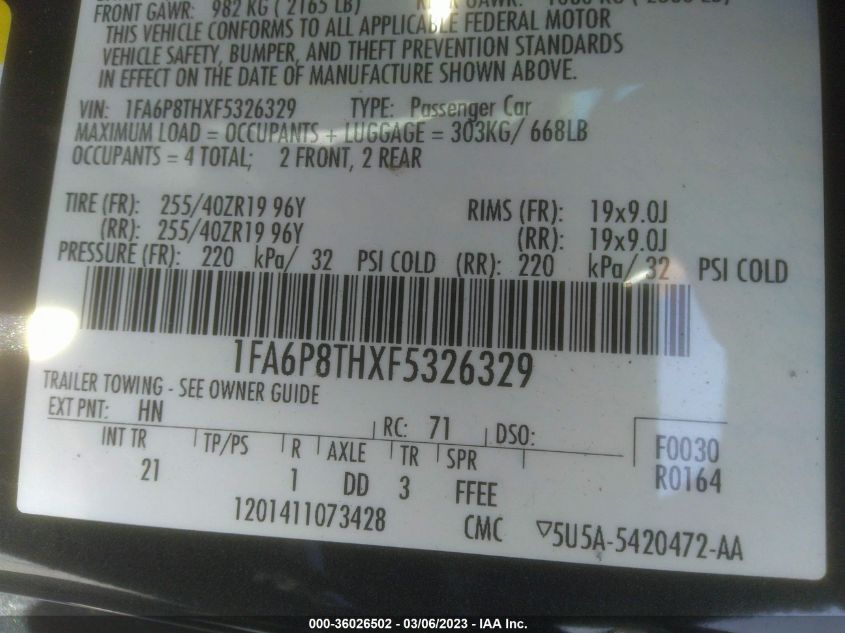 FRONT GAWR: 982 KG ( 2165 LB)
THIS VEHICLE CONFORMS TO ALL APPLICABLE FEDERAL MOTOR
VEHICLE SAFETY, BUMPER, AND THEFT PREVENTION STANDARDS
IN EFFECT ON THE DATE OF MANUFACTURE SHOWN ABOVE.
VIN: 1FA6P8THXF5326329 TYPE: Passenger Car
MAXIMUM LOAD = OCCUPANTS + LUGGAGE = 303KG/ 668LB
OCCUPANTS = 4 TOTAL; 2 FRONT, 2 REAR
TIRE (FR): 255/40ZR19 96Y RIMS (FR): 19x9.0J
(RR): 255/40ZR19 96Y (RR): 19x9.0J
PRESSURE (FR): 220 kPa/ 32 PSI COLD (RR): 220 kPa/ 32 PSI COLD
1FA6P8THXF5326329
TRAILER TOWING - SEE OWNER GUIDE
EXT PNT: HN RC: 71 DSO:
INT TR TP/PS R AXLE TR SPR F0030
21 1 DD 3 FFEE R0164
1201411073428 CMC ▽5U5A-5420472-AA
000-36026502 - 03/06/2023 - IAA Inc.